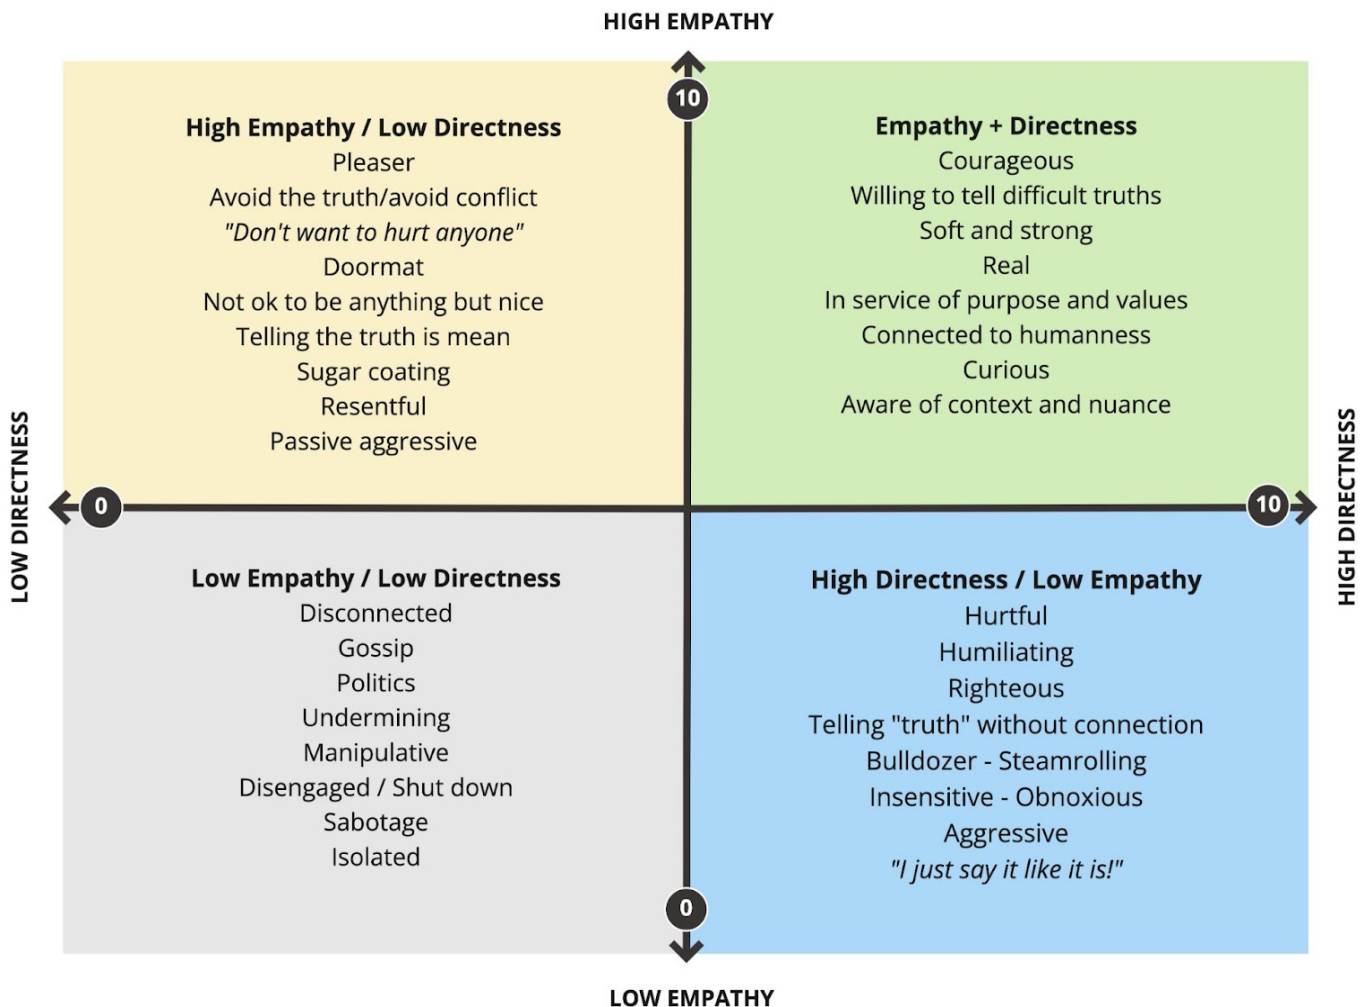 HIGH EMPATHY
10
High Empathy / Low Directness
Pleaser
Avoid the truth/avoid conflict
"Don't want to hurt anyone"
Doormat
Not ok to be anything but nice
Telling the truth is mean
Sugar coating
Resentful
Passive aggressive
Empathy + Directness
Courageous
Willing to tell difficult truths
Soft and strong
Real
In service of purpose and values
Connected to humanness
Curious
Aware of context and nuance
LOW DIRECTNESS
0
10
HIGH DIRECTNESS
Low Empathy / Low Directness
Disconnected
Gossip
Politics
Undermining
Manipulative
Disengaged / Shut down
Sabotage
Isolated
High Directness / Low Empathy
Hurtful
Humiliating
Righteous
Telling "truth" without connection
Bulldozer - Steamrolling
Insensitive - Obnoxious
Aggressive
"I just say it like it is!"
0
LOW EMPATHY